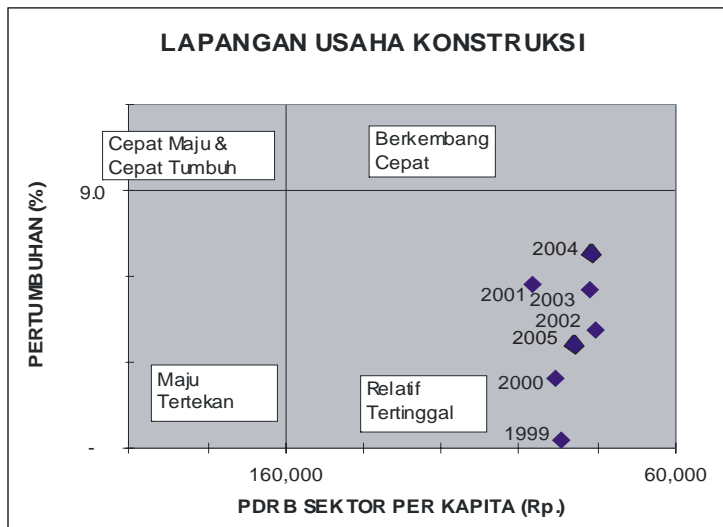 LAPANGAN USAHA KONSTRUKSI
Cepat Maju &
Cepat Tumbuh
Berkembang
Cepat
9.0
PERTUMBUHAN (%)
2004
2001
2003
2002
2005
2000
1999
Maju
Tertekan
Relatif
Tertinggal
-
160,000
60,000
PDRB SEKTOR PER KAPITA (Rp.)